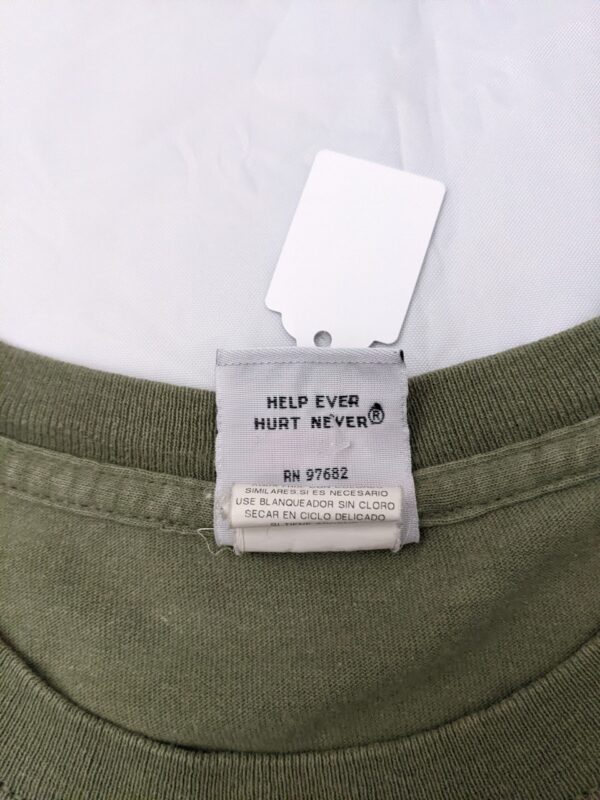 HELP EVER
HURT NEVER®
RN 97682
SIMILARES. SI ES NECESARIO
USE BLANQUEADOR SIN CLORO
SECAR EN CICLO DELICADO